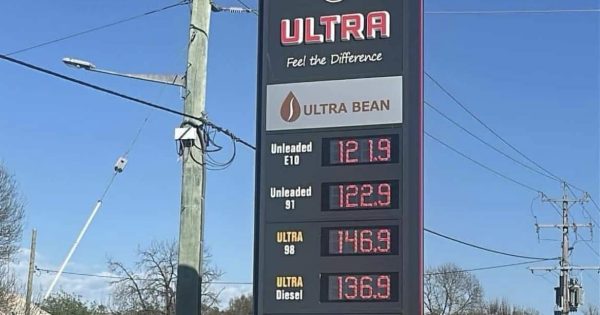 ULTRA
Feel the Difference
ULTRA BEAN
Unleaded E10 121.9
Unleaded 91 122.9
ULTRA 98 146.9
ULTRA Diesel 136.9